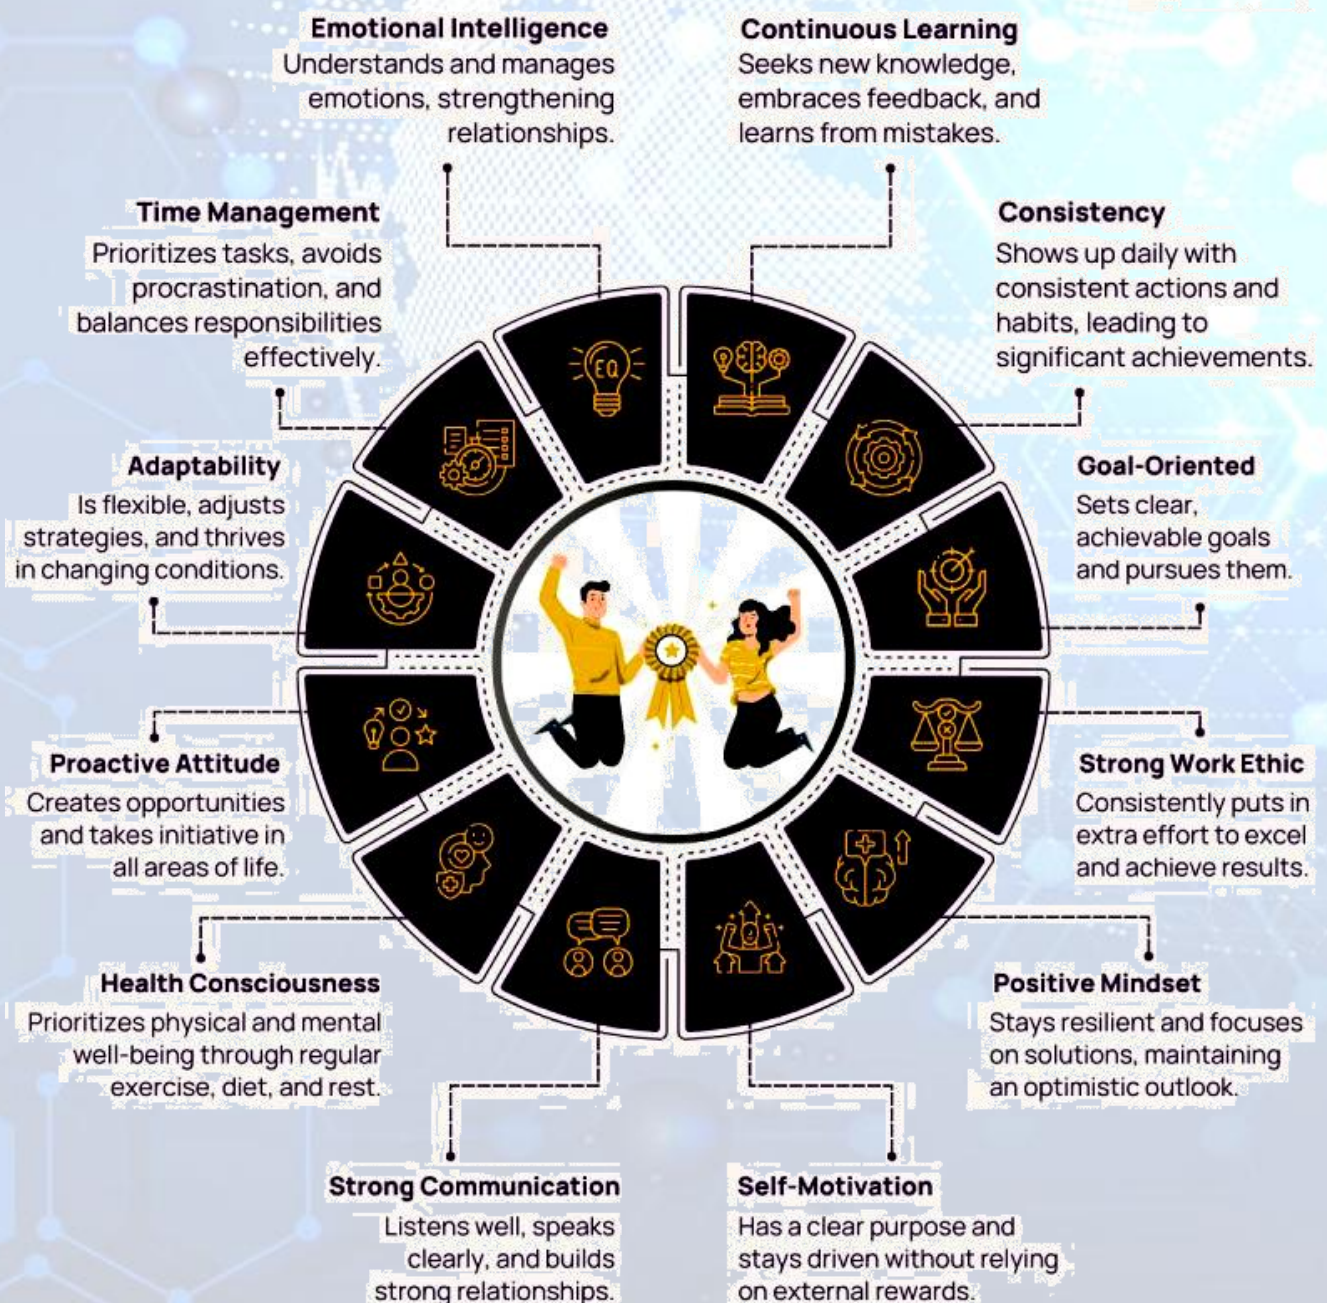 Emotional Intelligence
Understands and manages
emotions, strengthening
relationships.
Continuous Learning
Seeks new knowledge,
embraces feedback, and
learns from mistakes.
Time Management
Prioritizes tasks, avoids
procrastination, and
balances responsibilities
effectively.
Consistency
Shows up daily with
consistent actions and
habits, leading to
significant achievements.
EQ
Adaptability
Is flexible, adjusts
strategies, and thrives
in changing conditions.
Goal-Oriented
Sets clear,
achievable goals
and pursues them.
Proactive Attitude
Creates opportunities
and takes initiative in
all areas of life.
Strong Work Ethic
Consistently puts in
extra effort to excel
and achieve results.
Health Consciousness
Prioritizes physical and mental
well-being through regular
exercise, diet, and rest.
Positive Mindset
Stays resilient and focuses
on solutions, maintaining
an optimistic outlook.
Strong Communication
Listens well, speaks
clearly, and builds
strong relationships.
Self-Motivation
Has a clear purpose and
stays driven without relying
on external rewards.